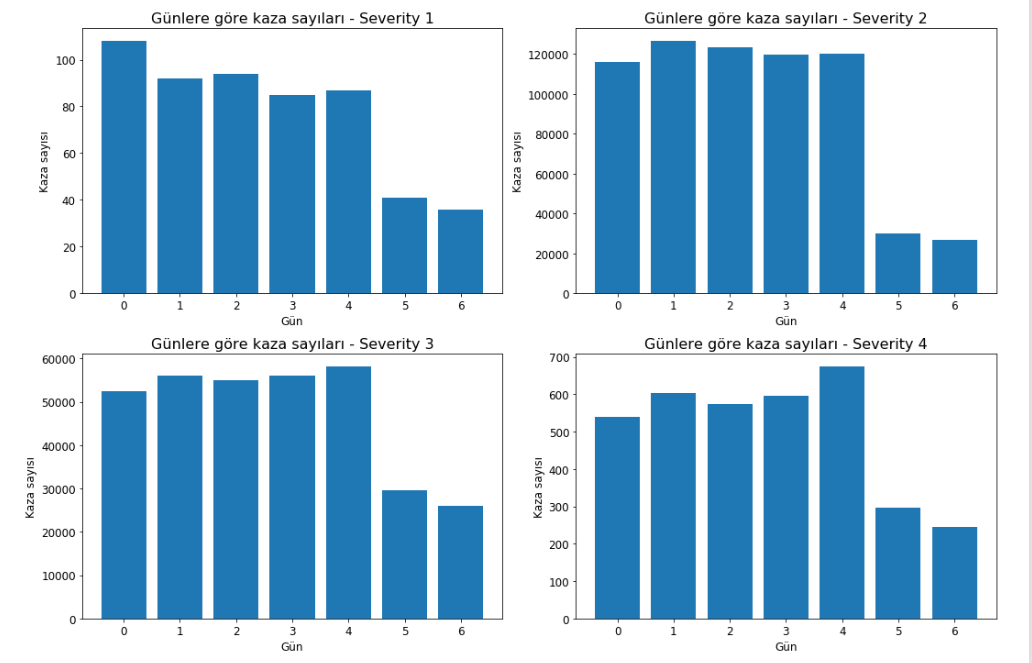 Günlere göre kaza sayıları - Severity 1
100
80
60
40
20
0
Kaza sayısı
0 1 2 3 4 5 6
Gün
Günlere göre kaza sayıları - Severity 2
120000
100000
80000
60000
40000
20000
0
Kaza sayısı
0 1 2 3 4 5 6
Gün
Günlere göre kaza sayıları - Severity 3
60000
50000
40000
30000
20000
10000
0
Kaza sayısı
0 1 2 3 4 5 6
Gün
Günlere göre kaza sayıları - Severity 4
700
600
500
400
300
200
100
0
Kaza sayısı
0 1 2 3 4 5 6
Gün